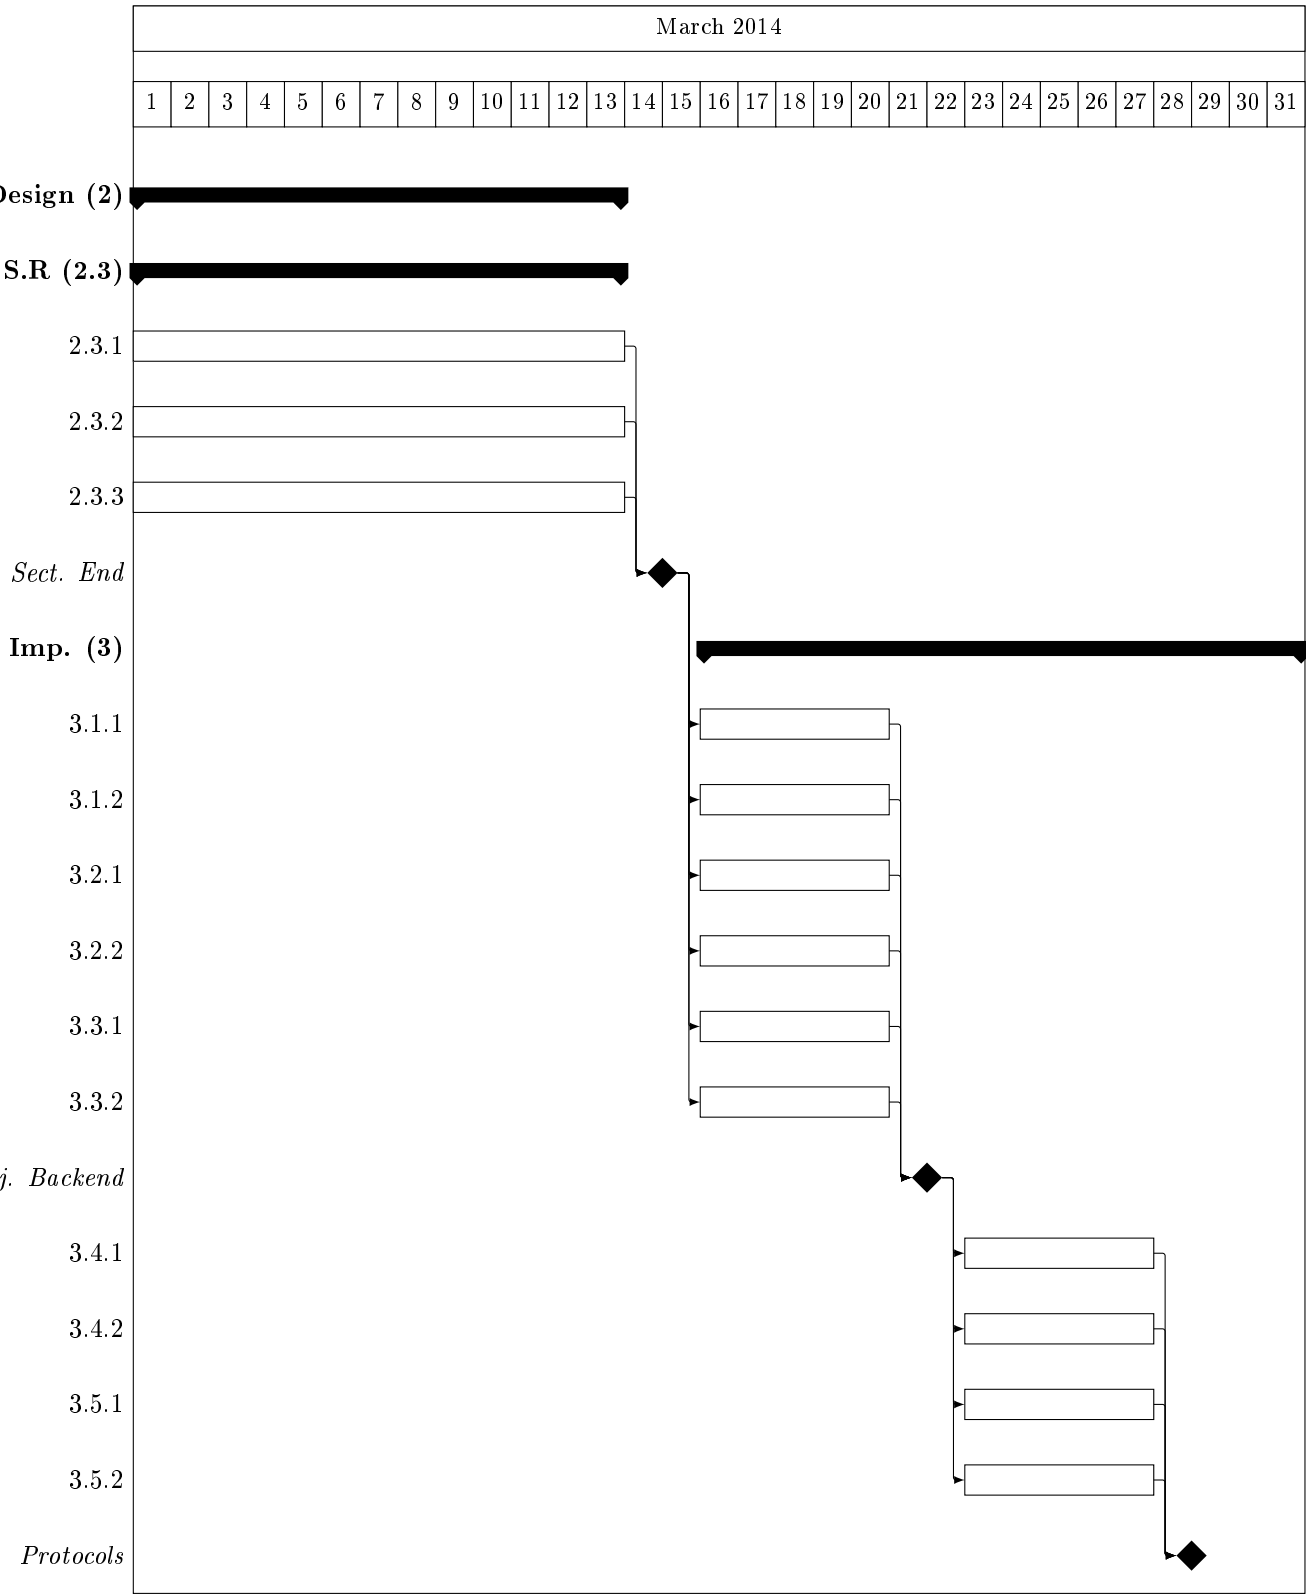 March 2014
1 2 3 4 5 6 7 8 9 10 11 12 13 14 15 16 17 18 19 20 21 22 23 24 25 26 27 28 29 30 31
Design (2)
S.R (2.3)
2.3.1
2.3.2
2.3.3
Sect. End
Imp. (3)
3.1.1
3.1.2
3.2.1
3.2.2
3.3.1
3.3.2
j. Backend
3.4.1
3.4.2
3.5.1
3.5.2
Protocols